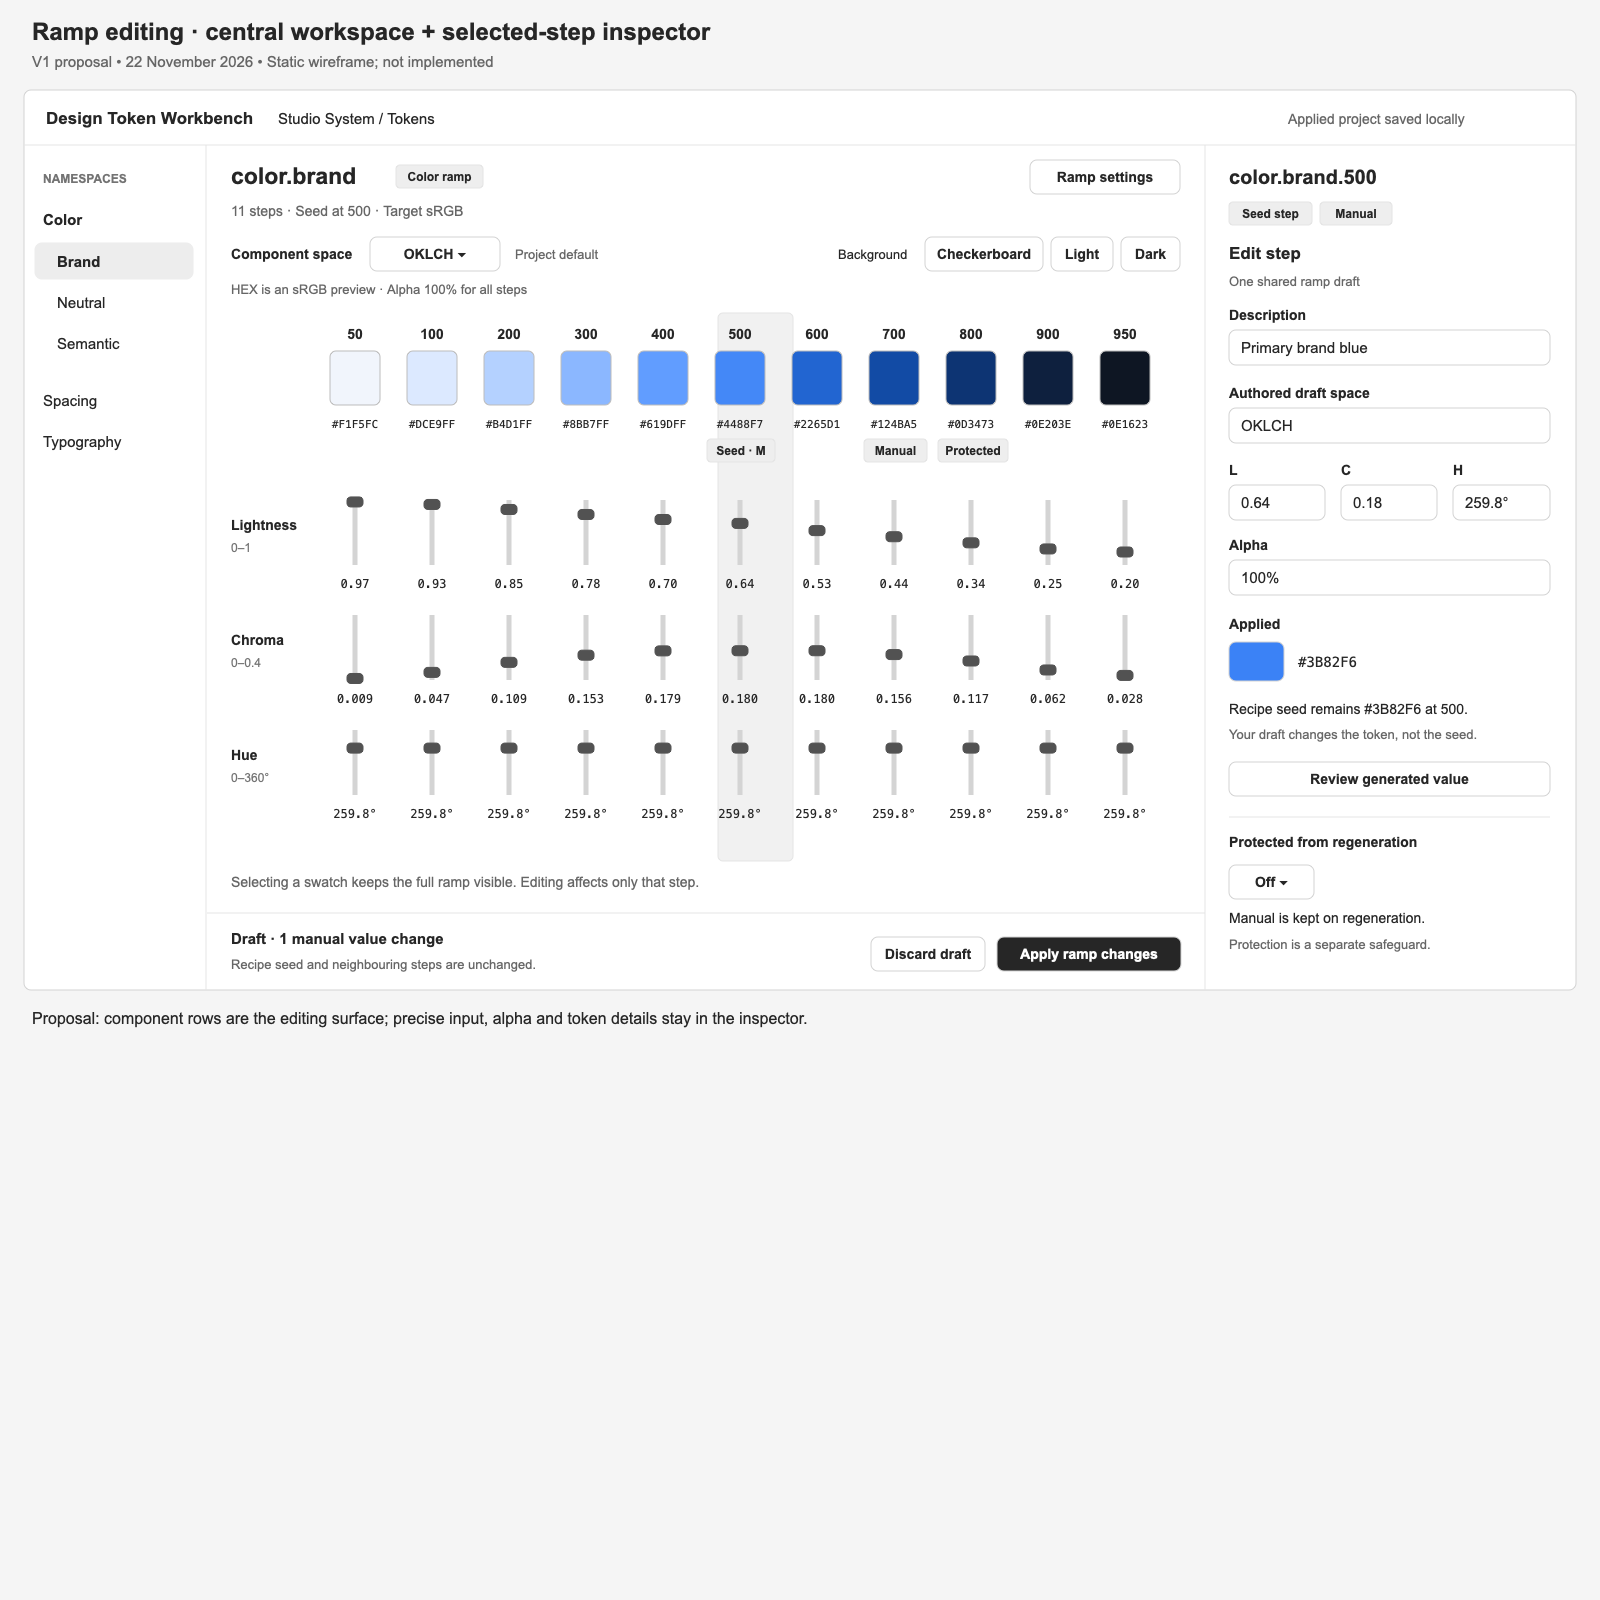 Ramp editing · central workspace + selected-step inspector
V1 proposal • 22 November 2026 • Static wireframe; not implemented
Design Token Workbench
Studio System / Tokens
Applied project saved locally
NAMESPACES
Color
Brand
Neutral
Semantic
Spacing
Typography
color.brand
Color ramp
Ramp settings
11 steps · Seed at 500 · Target sRGB
Component space
OKLCH
Project default
Background
Checkerboard
Light
Dark
HEX is an sRGB preview · Alpha 100% for all steps
50 100 200 300 400 500 600 700 800 900 950
#F1F5FC #DCE9FF #B4D1FF #8BB7FF #619DFF #4488F7 #2265D1 #124BA5 #0D3473 #0E203E #0E1623
Seed · M Manual Protected
Lightness
0–1
0.97 0.93 0.85 0.78 0.70 0.64 0.53 0.44 0.34 0.25 0.20
Chroma
0–0.4
0.009 0.047 0.109 0.153 0.179 0.180 0.180 0.156 0.117 0.062 0.028
Hue
0–360°
259.8° 259.8° 259.8° 259.8° 259.8° 259.8° 259.8° 259.8° 259.8° 259.8° 259.8°
Selecting a swatch keeps the full ramp visible. Editing affects only that step.
Draft · 1 manual value change
Recipe seed and neighbouring steps are unchanged.
Discard draft
Apply ramp changes
color.brand.500
Seed step
Manual
Edit step
One shared ramp draft
Description
Primary brand blue
Authored draft space
OKLCH
L C H
0.64 0.18 259.8°
Alpha
100%
Applied
#3B82F6
Recipe seed remains #3B82F6 at 500.
Your draft changes the token, not the seed.
Review generated value
Protected from regeneration
Off
Manual is kept on regeneration.
Protection is a separate safeguard.
Proposal: component rows are the editing surface; precise input, alpha and token details stay in the inspector.